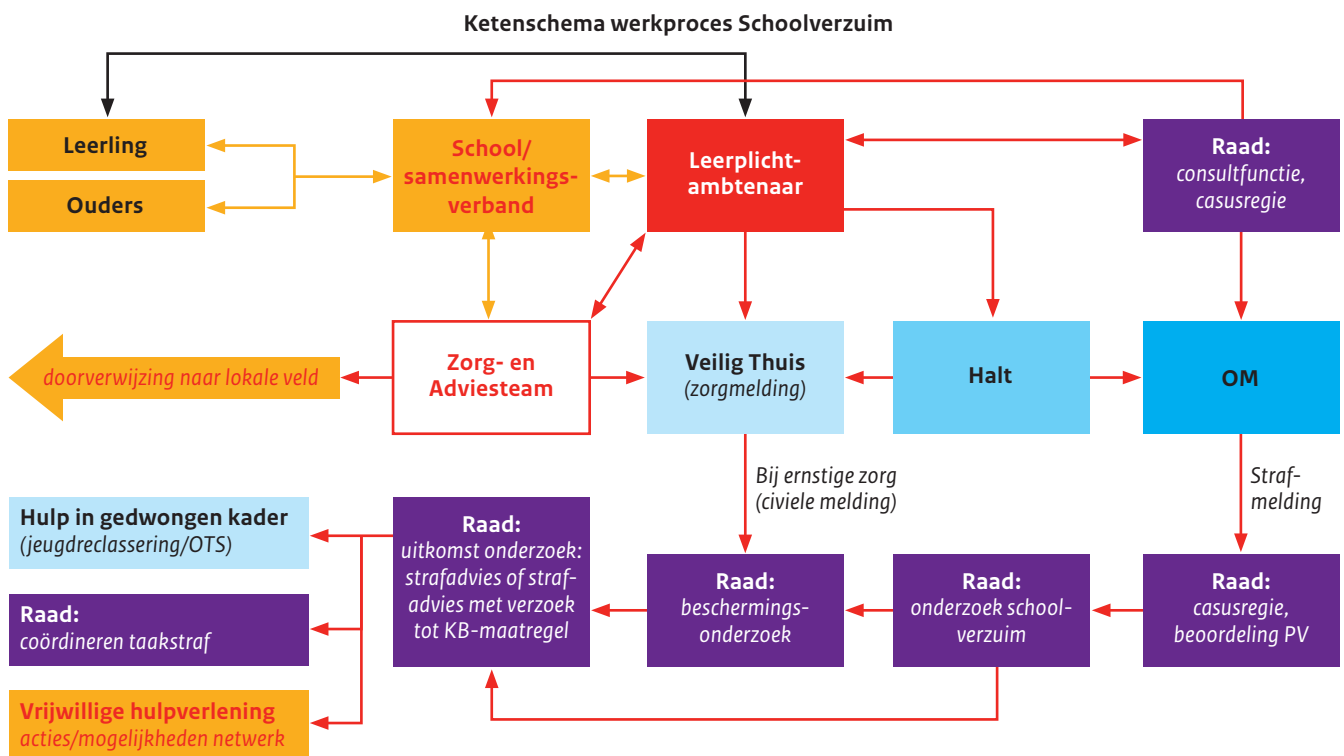 Ketenschema werkproces Schoolverzuim
Leerling
Ouders
School/
samenwerkings-
verband
Leerplicht-
ambtenaar
Raad:
consultfunctie,
casusregie
doorverwijzing naar lokale veld
Zorg- en
Adviesteam
Veilig Thuis
(zorgmelding)
Halt
OM
Bij ernstige zorg
(civiele melding)
Straf-
melding
Hulp in gedwongen kader
(jeugdreclassering/OTS)
Raad:
coördineren taakstraf
Vrijwillige hulpverlening
acties/mogelijkheden netwerk
Raad:
uitkomst onderzoek:
strafadvies of straf-
advies met verzoek
tot KB-maatregel
Raad:
beschermings-
onderzoek
Raad:
onderzoek school-
verzuim
Raad:
casusregie,
beoordeling PV